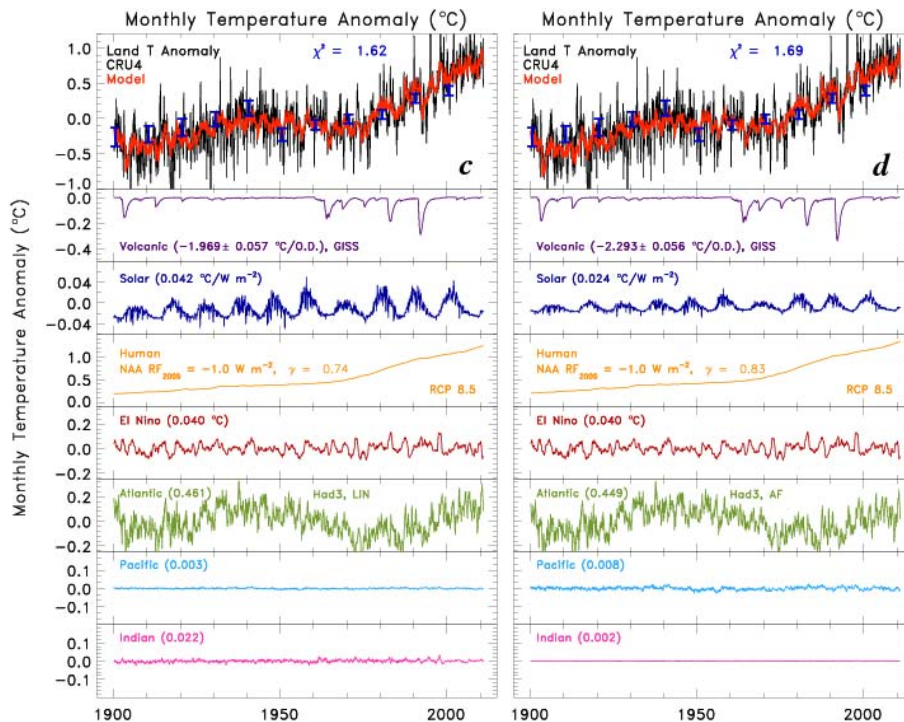 Monthly Temperature Anomaly (°C)
Monthly Temperature Anomaly (°C)
Monthly Temperature Anomaly (°C)
1.0
0.5
0.0
−0.5
−1.0
Land T Anomaly
CRU4
Model
χ² = 1.62
c
Land T Anomaly
CRU4
Model
χ² = 1.69
d
0.0
−0.2
−0.4
Volcanic (−1.969± 0.057 °C/O.D.), GISS
Volcanic (−2.293± 0.056 °C/O.D.), GISS
0.04
0.0
−0.04
Solar (0.042 °C/W m⁻²)
Solar (0.024 °C/W m⁻²)
1.0
0.5
0.0
Human
NAA RF₂₀₀₅ = −1.0 W m⁻², γ = 0.74
RCP 8.5
Human
NAA RF₂₀₀₅ = −1.0 W m⁻², γ = 0.83
RCP 8.5
0.2
0.0
−0.2
El Nino (0.040 °C)
El Nino (0.040 °C)
0.2
0.0
−0.2
Atlantic (0.461)
Had3, LIN
Atlantic (0.449)
Had3, AF
0.1
0.0
−0.1
Pacific (0.003)
Pacific (0.008)
0.1
0.0
−0.1
Indian (0.022)
Indian (0.002)
1900 1950 2000
1900 1950 2000